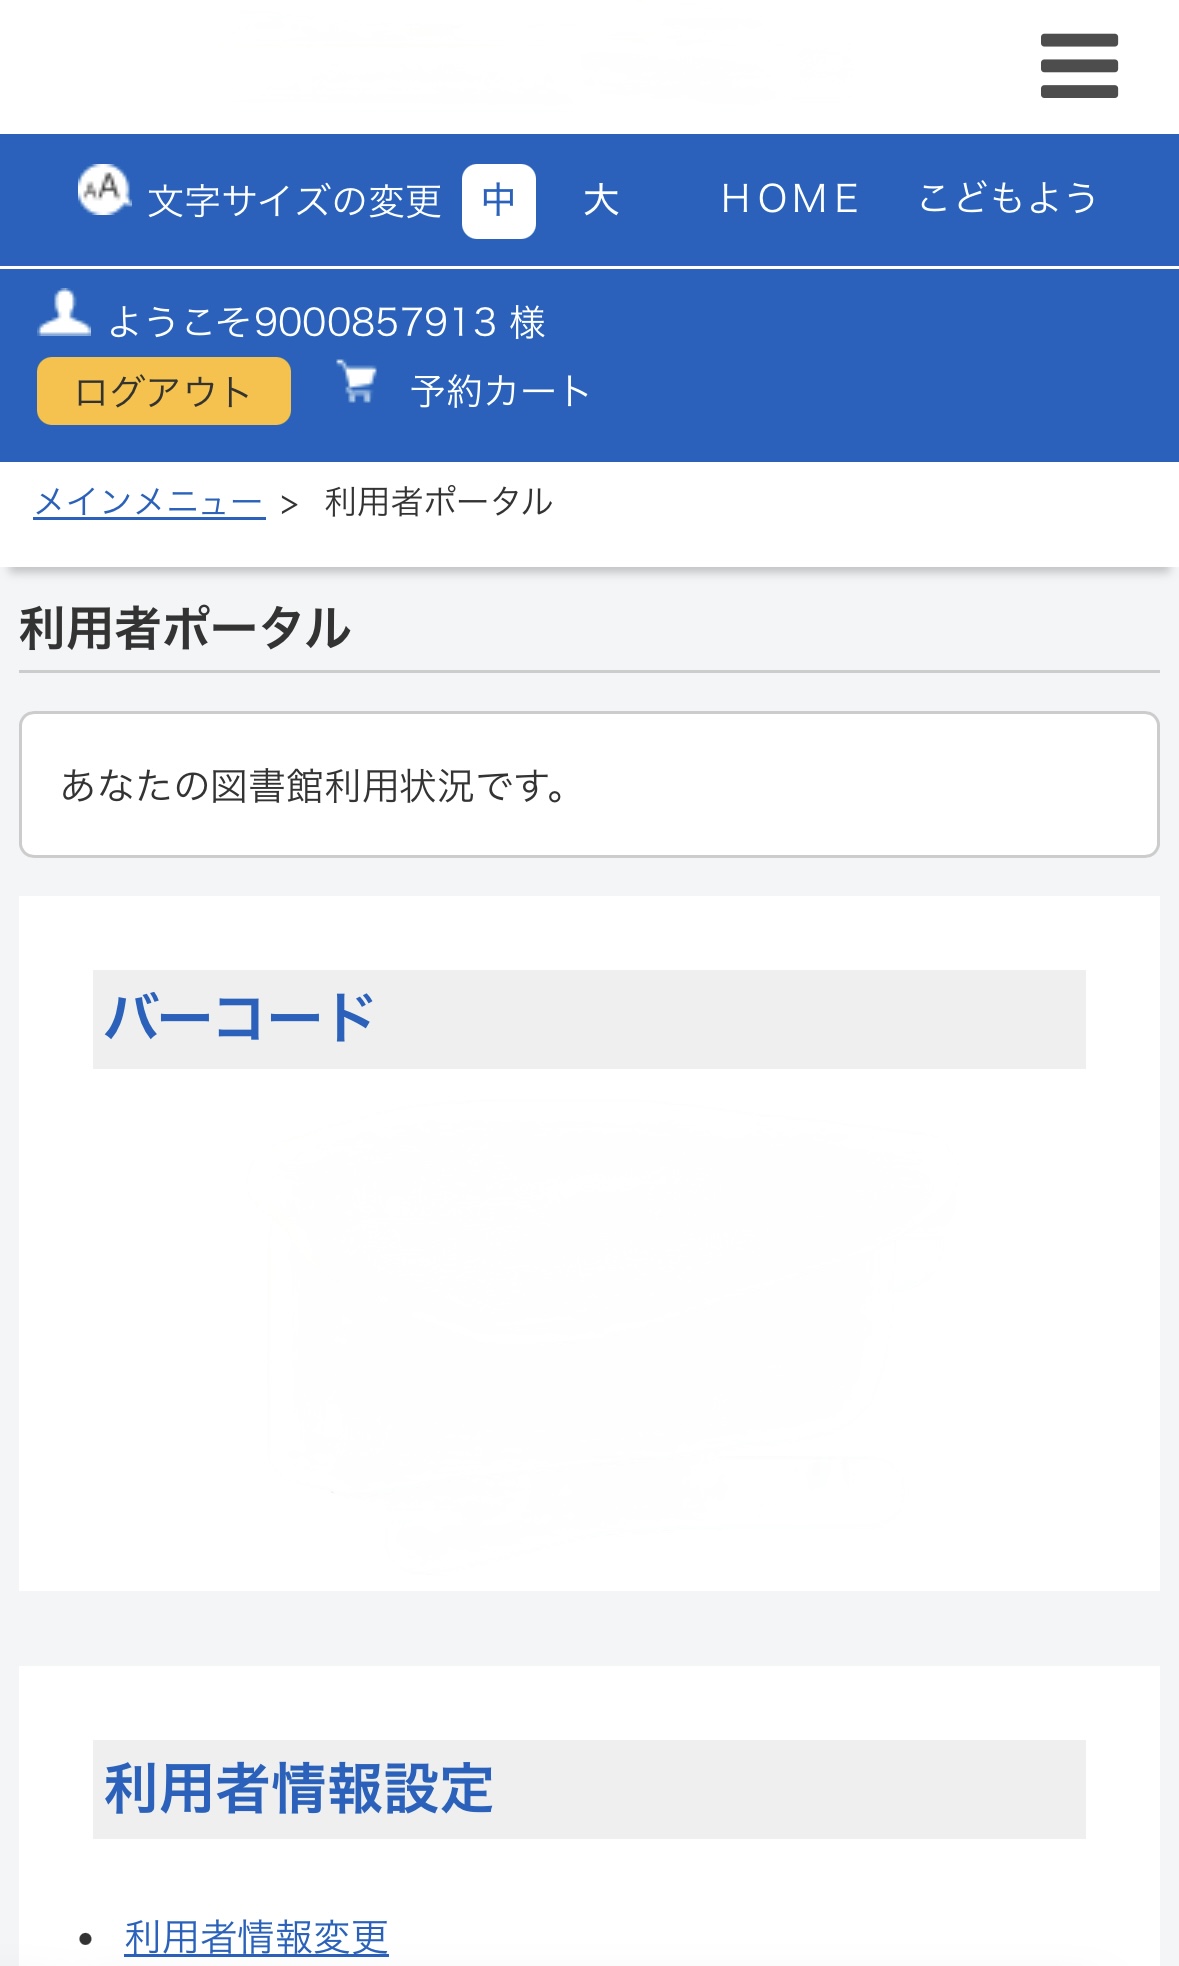 文字サイズの変更 中 大 ＨＯＭＥ こどもよう
ようこそ9000857913 様
ログアウト 予約カート
メインメニュー > 利用者ポータル
利用者ポータル
あなたの図書館利用状況です。
バーコード
利用者情報設定
• 利用者情報変更